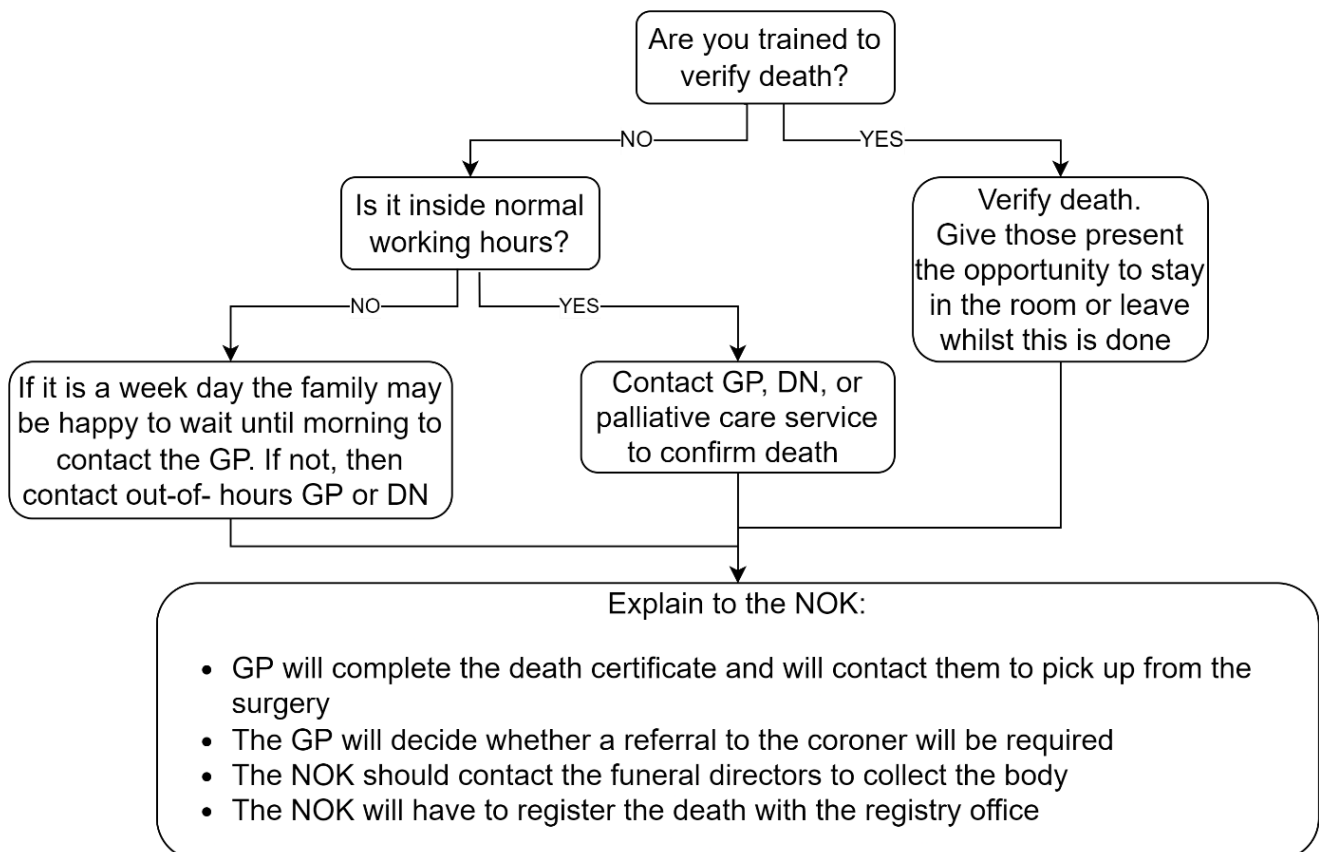 Are you trained to
verify death?
NO
YES
Is it inside normal
working hours?
Verify death.
Give those present
the opportunity to stay
in the room or leave
whilst this is done
NO
YES
If it is a week day the family may
be happy to wait until morning to
contact the GP. If not, then
contact out-of- hours GP or DN
Contact GP, DN, or
palliative care service
to confirm death
Explain to the NOK:
• GP will complete the death certificate and will contact them to pick up from the
surgery
• The GP will decide whether a referral to the coroner will be required
• The NOK should contact the funeral directors to collect the body
• The NOK will have to register the death with the registry office